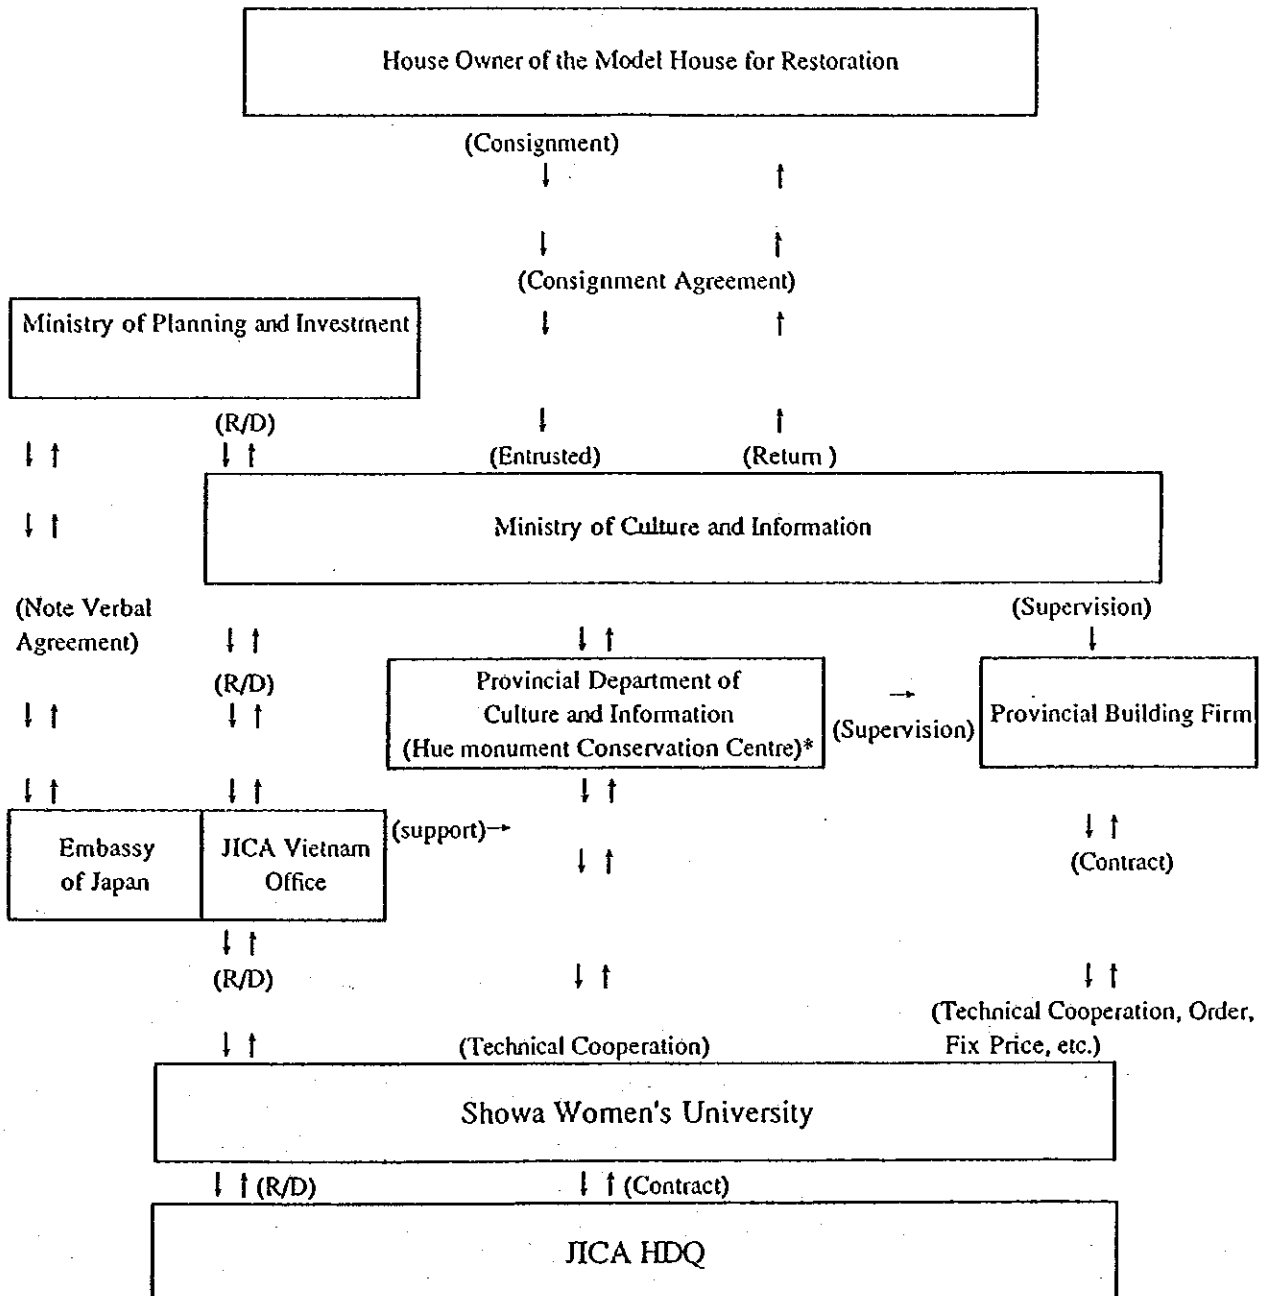 House Owner of the Model House for Restoration
(Consignment)
(Consignment Agreement)
Ministry of Planning and Investment
(R/D)
(Entrusted)
(Return )
Ministry of Culture and Information
(Note Verbal
Agreement)
(Supervision)
(R/D)
Provincial Department of
Culture and Information
(Hue monument Conservation Centre)*
(Supervision)
Provincial Building Firm
Embassy
of Japan
JICA Vietnam
Office
(support)→
(Contract)
(R/D)
(Technical Cooperation)
(Technical Cooperation, Order,
Fix Price, etc.)
Showa Women's University
(R/D)
(Contract)
JICA HDQ